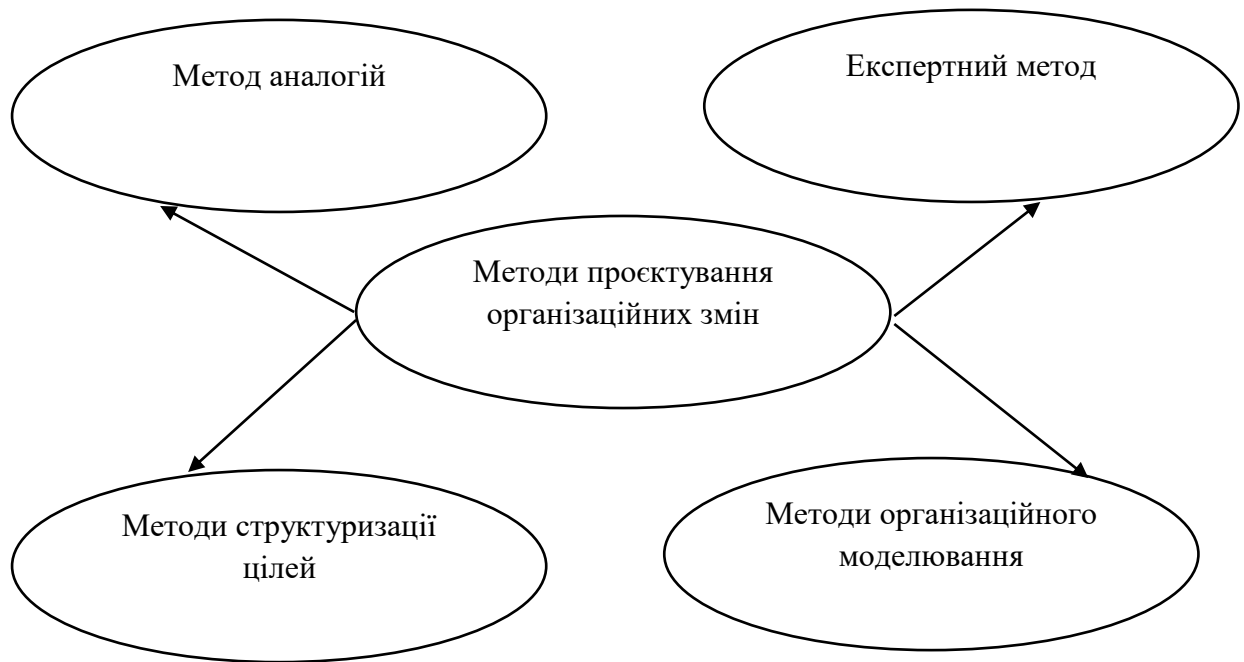 Метод аналогій
Експертний метод
Методи проєктування
організаційних змін
Методи структуризації
цілей
Методи організаційного
моделювання